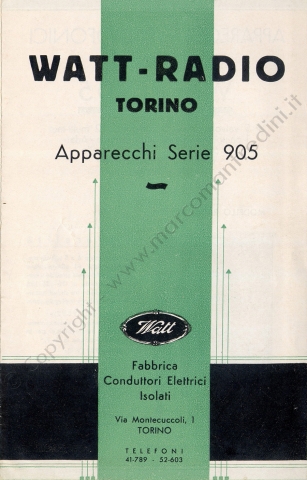 WATT-RADIO
TORINO
Apparecchi Serie 905
Watt
Fabbrica
Conduttori Elettrici
Isolati
Via Montecuccoli, 1
TORINO
TELEFONI
41-789 - 52-603
Copyright - www.marcomanfredini.it